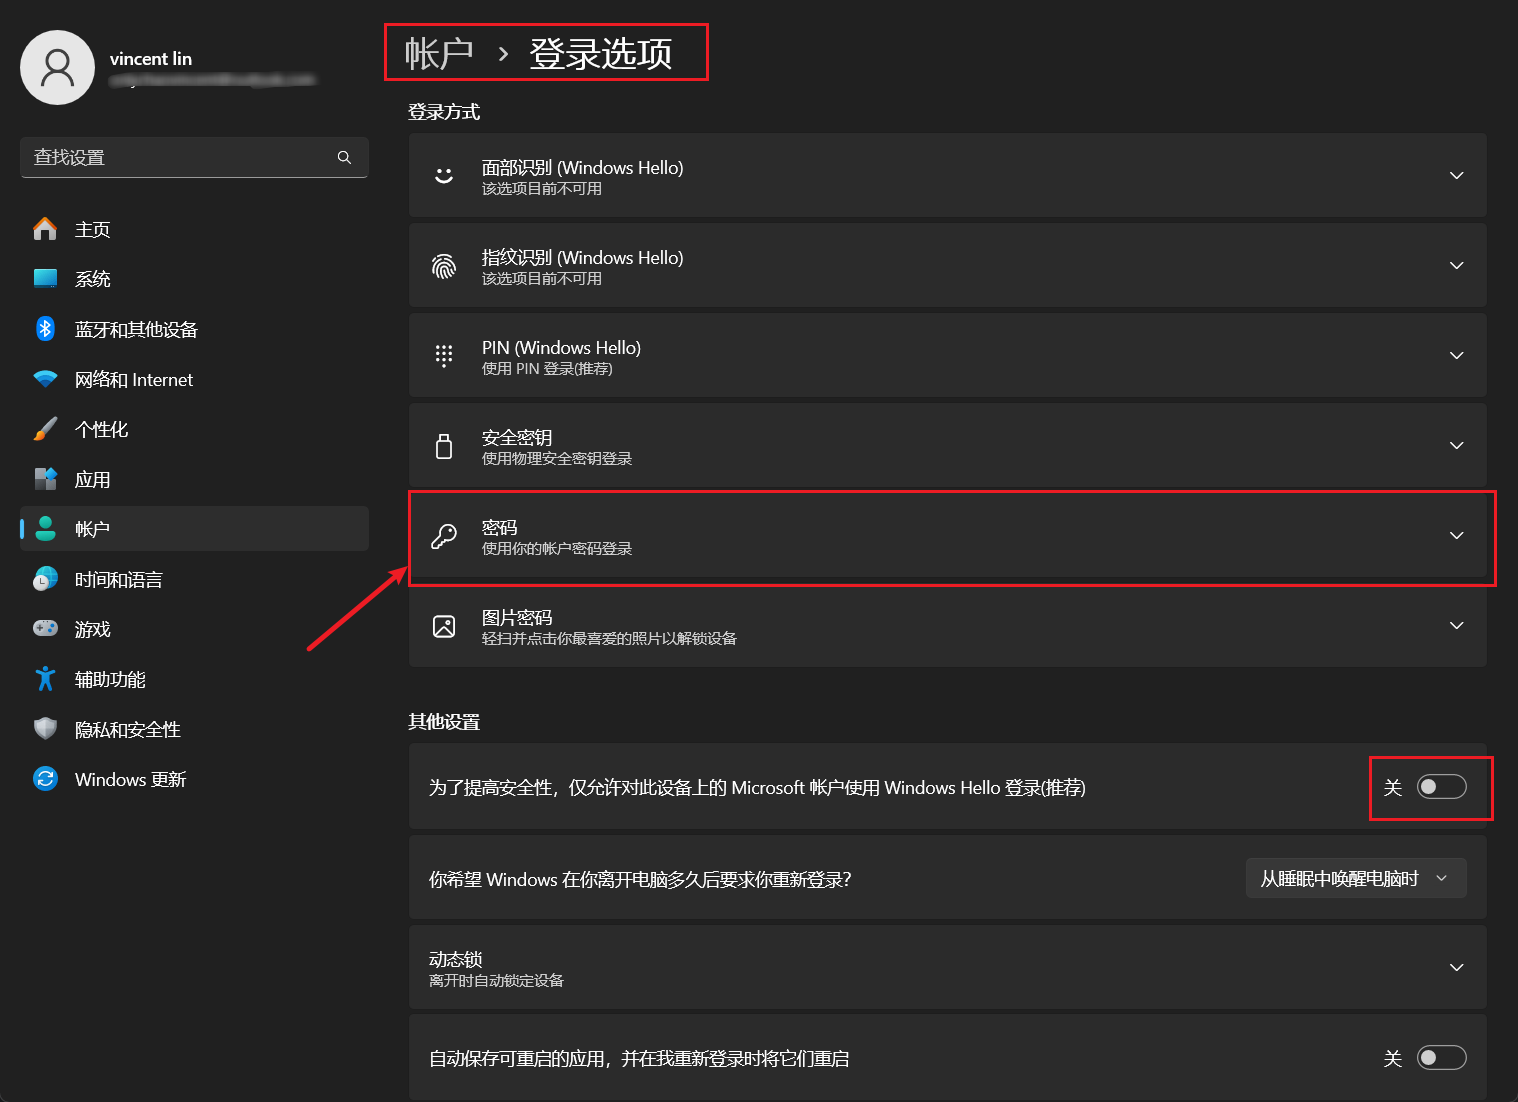 vincent lin
查找设置
主页
系统
蓝牙和其他设备
网络和 Internet
个性化
应用
帐户
时间和语言
游戏
辅助功能
隐私和安全性
Windows 更新
帐户 › 登录选项
登录方式
面部识别 (Windows Hello)
该选项目前不可用
指纹识别 (Windows Hello)
该选项目前不可用
PIN (Windows Hello)
使用 PIN 登录(推荐)
安全密钥
使用物理安全密钥登录
密码
使用你的帐户密码登录
图片密码
轻扫并点击你最喜爱的照片以解锁设备
其他设置
为了提高安全性，仅允许对此设备上的 Microsoft 帐户使用 Windows Hello 登录(推荐)
关
你希望 Windows 在你离开电脑多久后要求你重新登录?
从睡眠中唤醒电脑时
动态锁
离开时自动锁定设备
自动保存可重启的应用，并在我重新登录时将它们重启
关